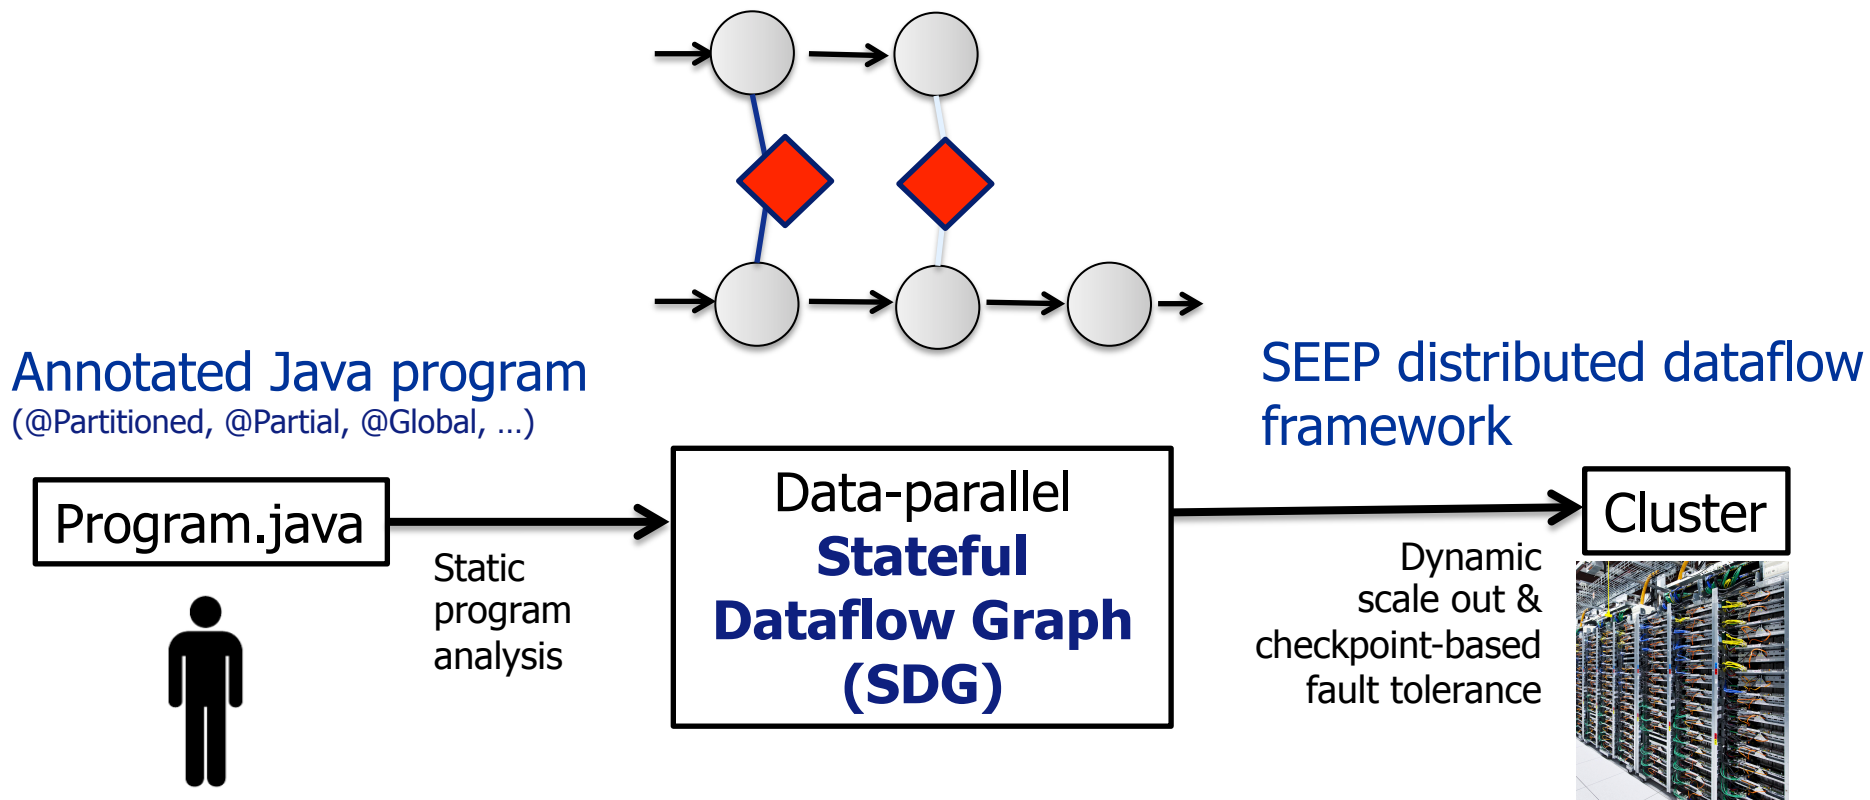 Annotated Java program
(@Partitioned, @Partial, @Global, …)
Program.java
Static
program
analysis
Data-parallel
Stateful
Dataflow Graph
(SDG)
SEEP distributed dataflow
framework
Cluster
Dynamic
scale out &
checkpoint-based
fault tolerance